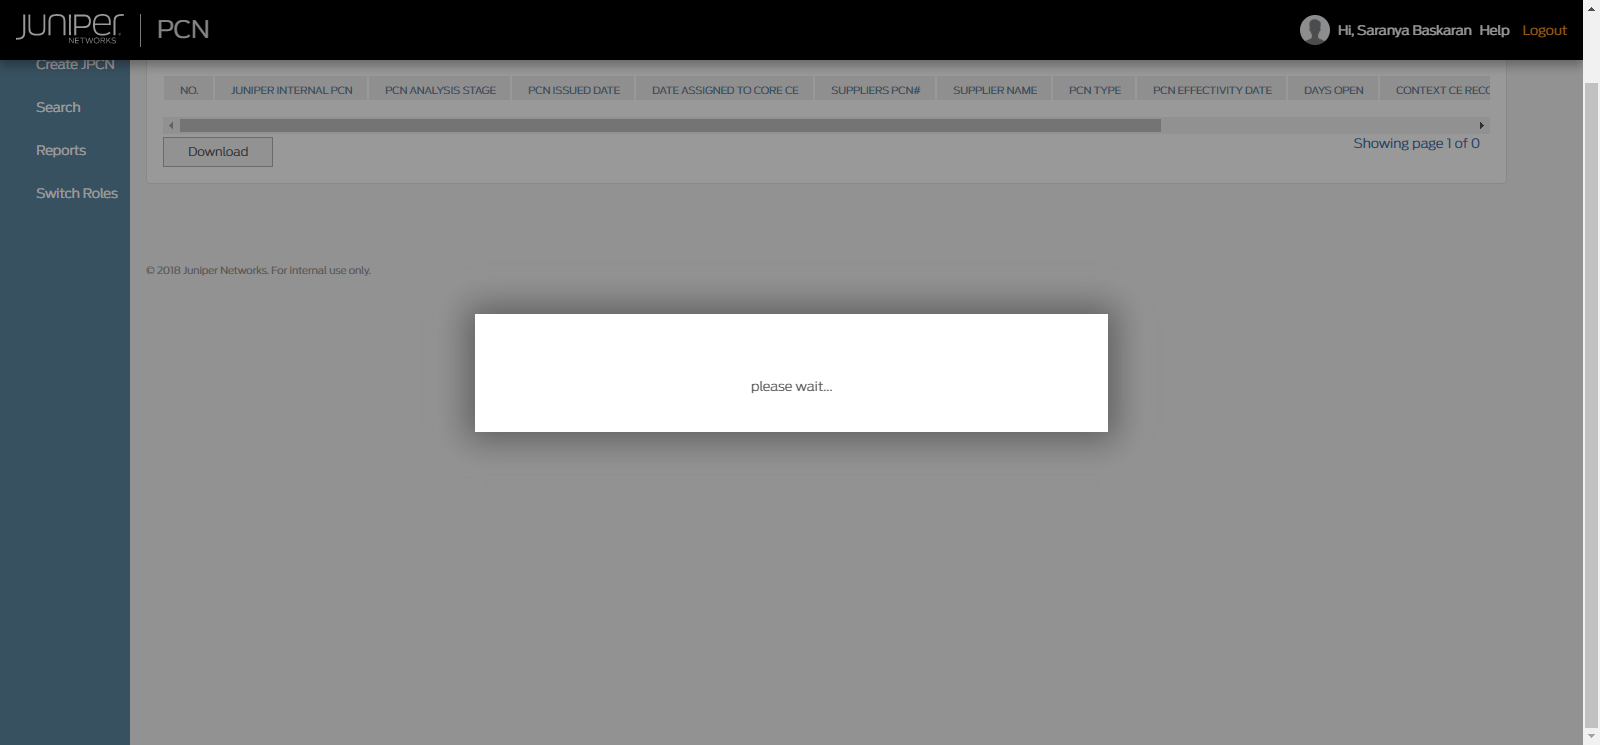 JUNIPER NETWORKS PCN
Hi, Saranya Baskaran Help Logout
Create JPCN
Search
Reports
Switch Roles
NO. JUNIPER INTERNAL PCN PCN ANALYSIS STAGE PCN ISSUED DATE DATE ASSIGNED TO CORE CE SUPPLIERS PCN# SUPPLIER NAME PCN TYPE PCN EFFECTIVITY DATE DAYS OPEN CONTEXT CE RECO
Download
Showing page 1 of 0
© 2018 Juniper Networks. For internal use only.
please wait...